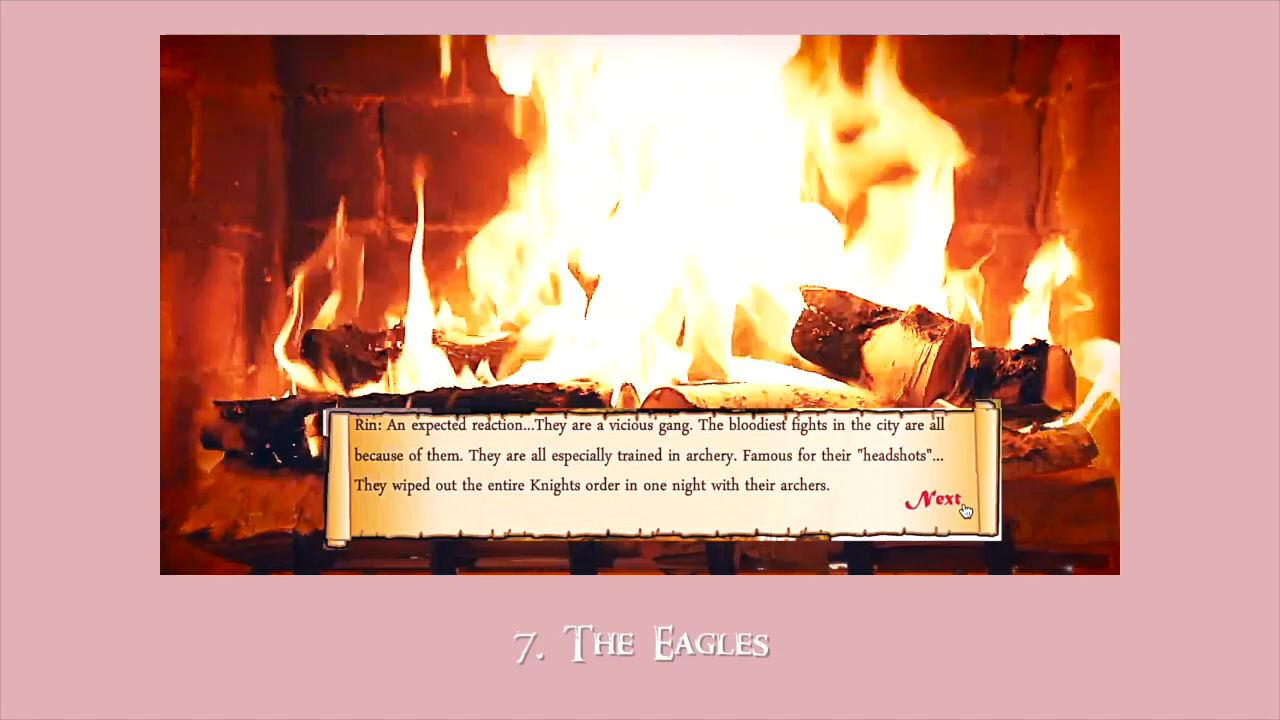 Rin: An expected reaction...They are a vicious gang. The bloodiest fights in the city are all
because of them. They are all especially trained in archery. Famous for their "headshots"...
They wiped out the entire Knights order in one night with their archers.
Next
7. The Eagles